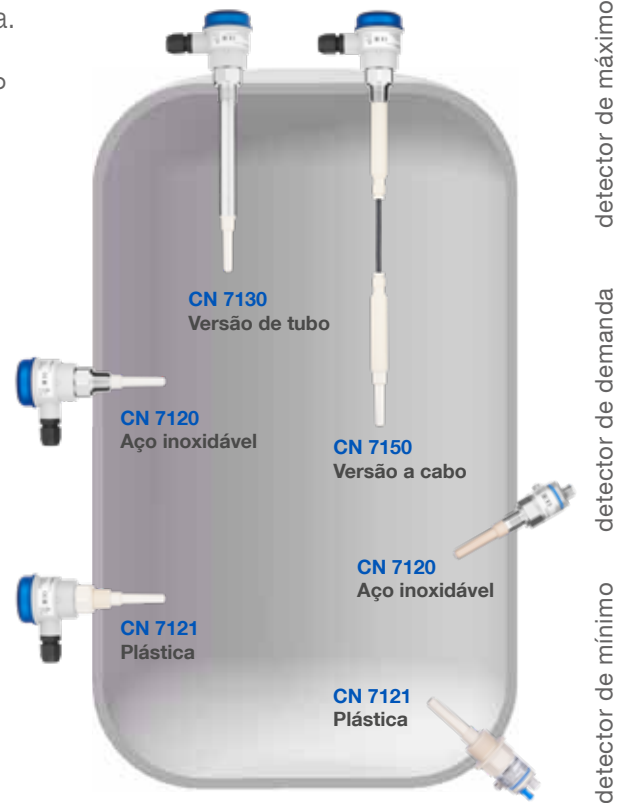 a.
o
CN 7130
Versão de tubo
CN 7120
Aço inoxidável
CN 7150
Versão a cabo
CN 7120
Aço inoxidável
CN 7121
Plástica
CN 7121
Plástica
detector de máximo
detector de demanda
detector de mínimo